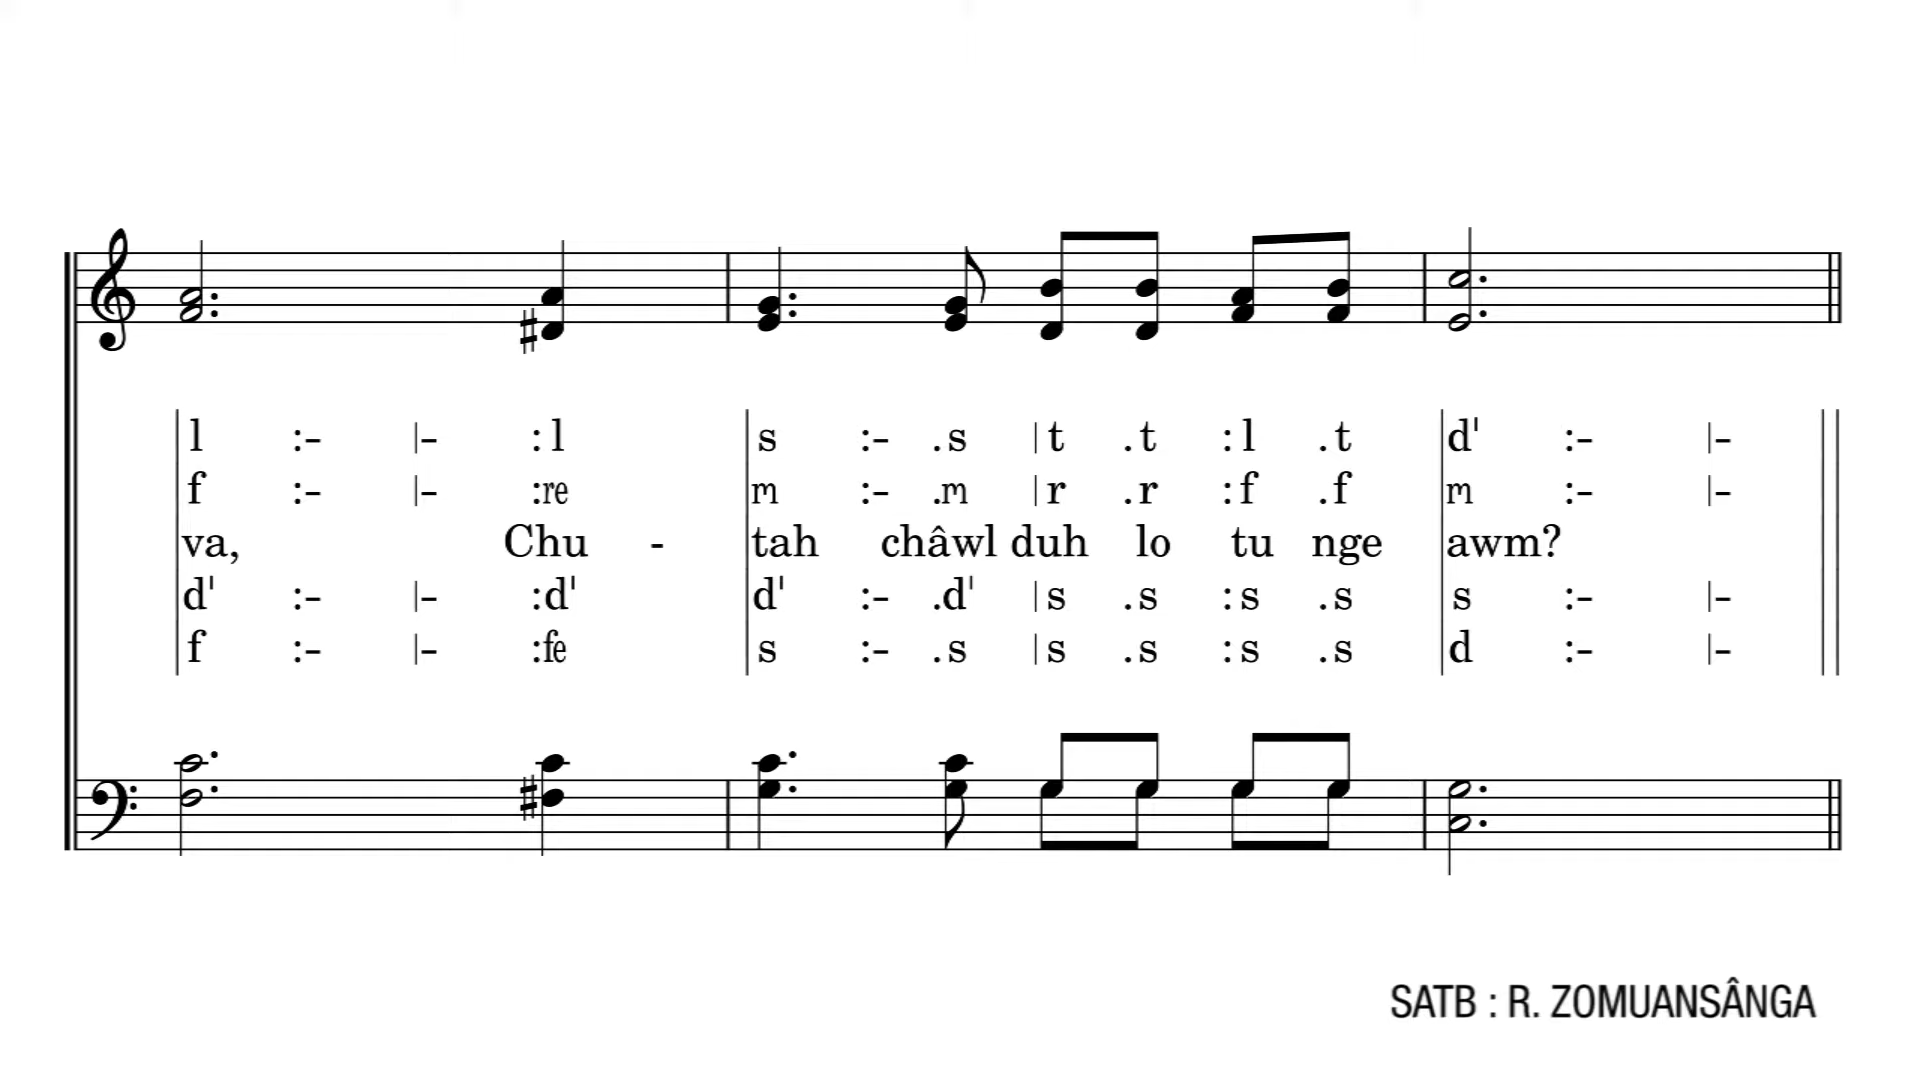 l :- |- :l s :- .s |t .t :l .t d' :- |-
f :- |- :re m :- .m |r .r :f .f m :- |-
va, Chu - tah châwl duh lo tu nge awm?
d' :- |- :d' d' :- .d' |s .s :s .s s :- |-
f :- |- :fe s :- .s |s .s :s .s d :- |-
SATB : R. ZOMUANSÂNGA